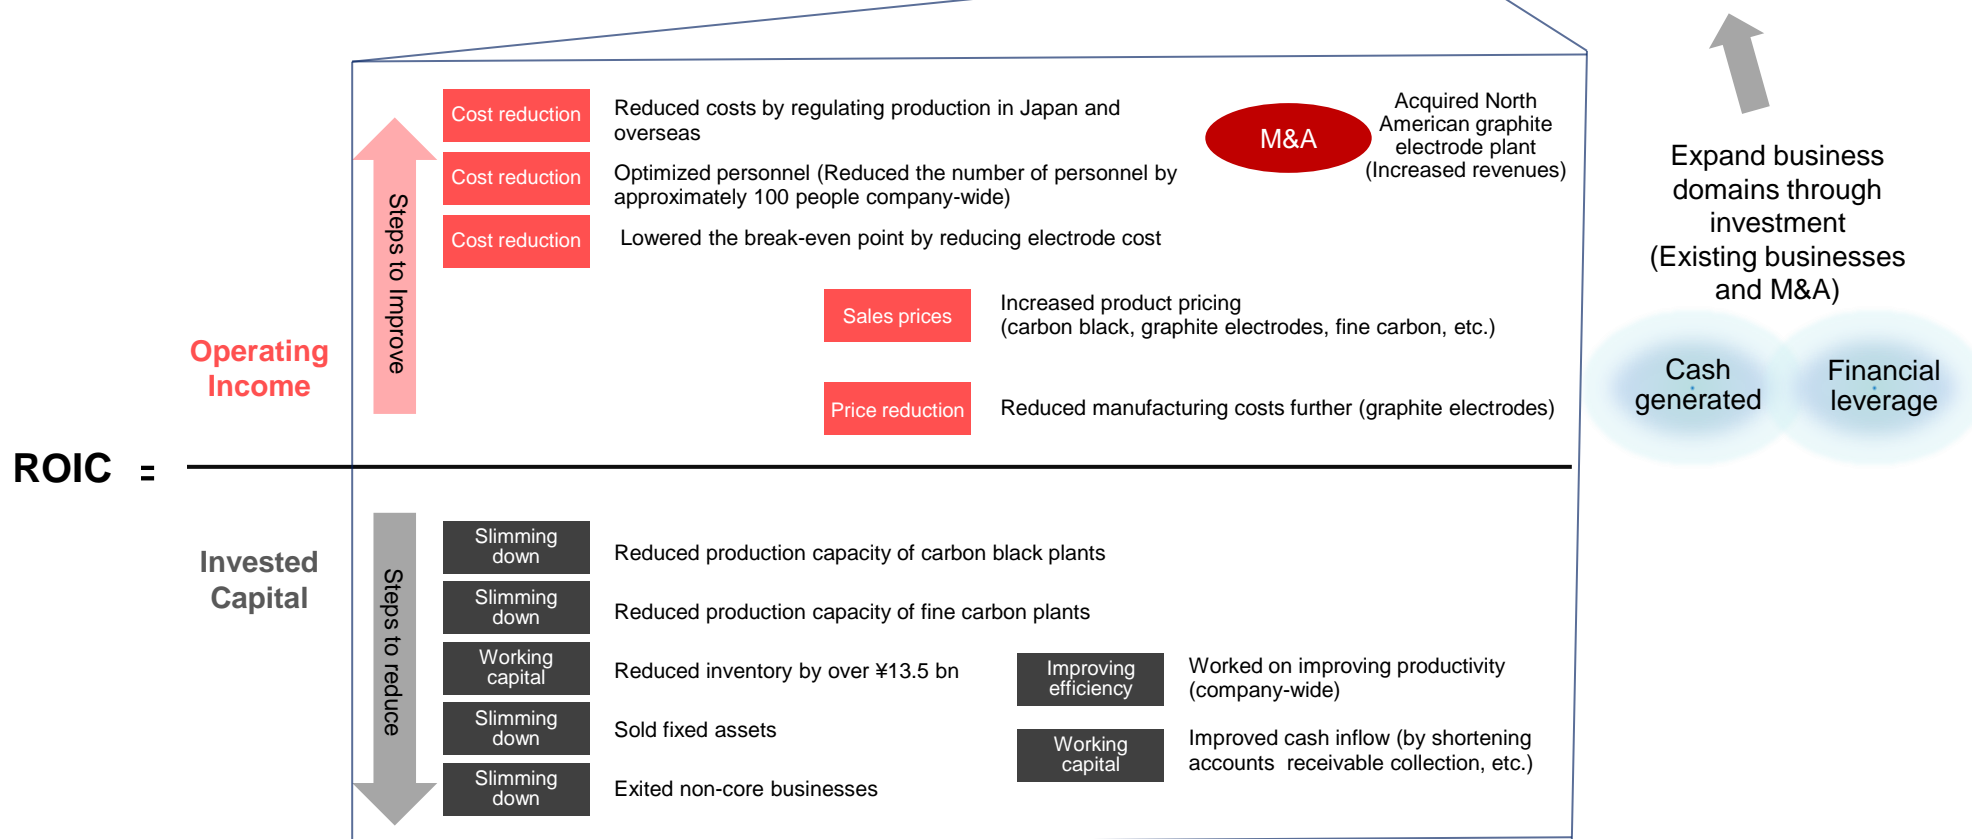 Cost reduction
Reduced costs by regulating production in Japan and
overseas
Cost reduction
Optimized personnel (Reduced the number of personnel by
approximately 100 people company-wide)
Cost reduction
Lowered the break-even point by reducing electrode cost
M&A
Acquired North
American graphite
electrode plant
(Increased revenues)
Steps to Improve
Sales prices
Increased product pricing
(carbon black, graphite electrodes, fine carbon, etc.)
Price reduction
Reduced manufacturing costs further (graphite electrodes)
Operating
Income
ROIC =
Invested
Capital
Steps to reduce
Slimming
down
Reduced production capacity of carbon black plants
Slimming
down
Reduced production capacity of fine carbon plants
Working
capital
Reduced inventory by over ¥13.5 bn
Slimming
down
Sold fixed assets
Slimming
down
Exited non-core businesses
Improving
efficiency
Worked on improving productivity
(company-wide)
Working
capital
Improved cash inflow (by shortening
accounts receivable collection, etc.)
Expand business
domains through
investment
(Existing businesses
and M&A)
Cash
generated
Financial
leverage